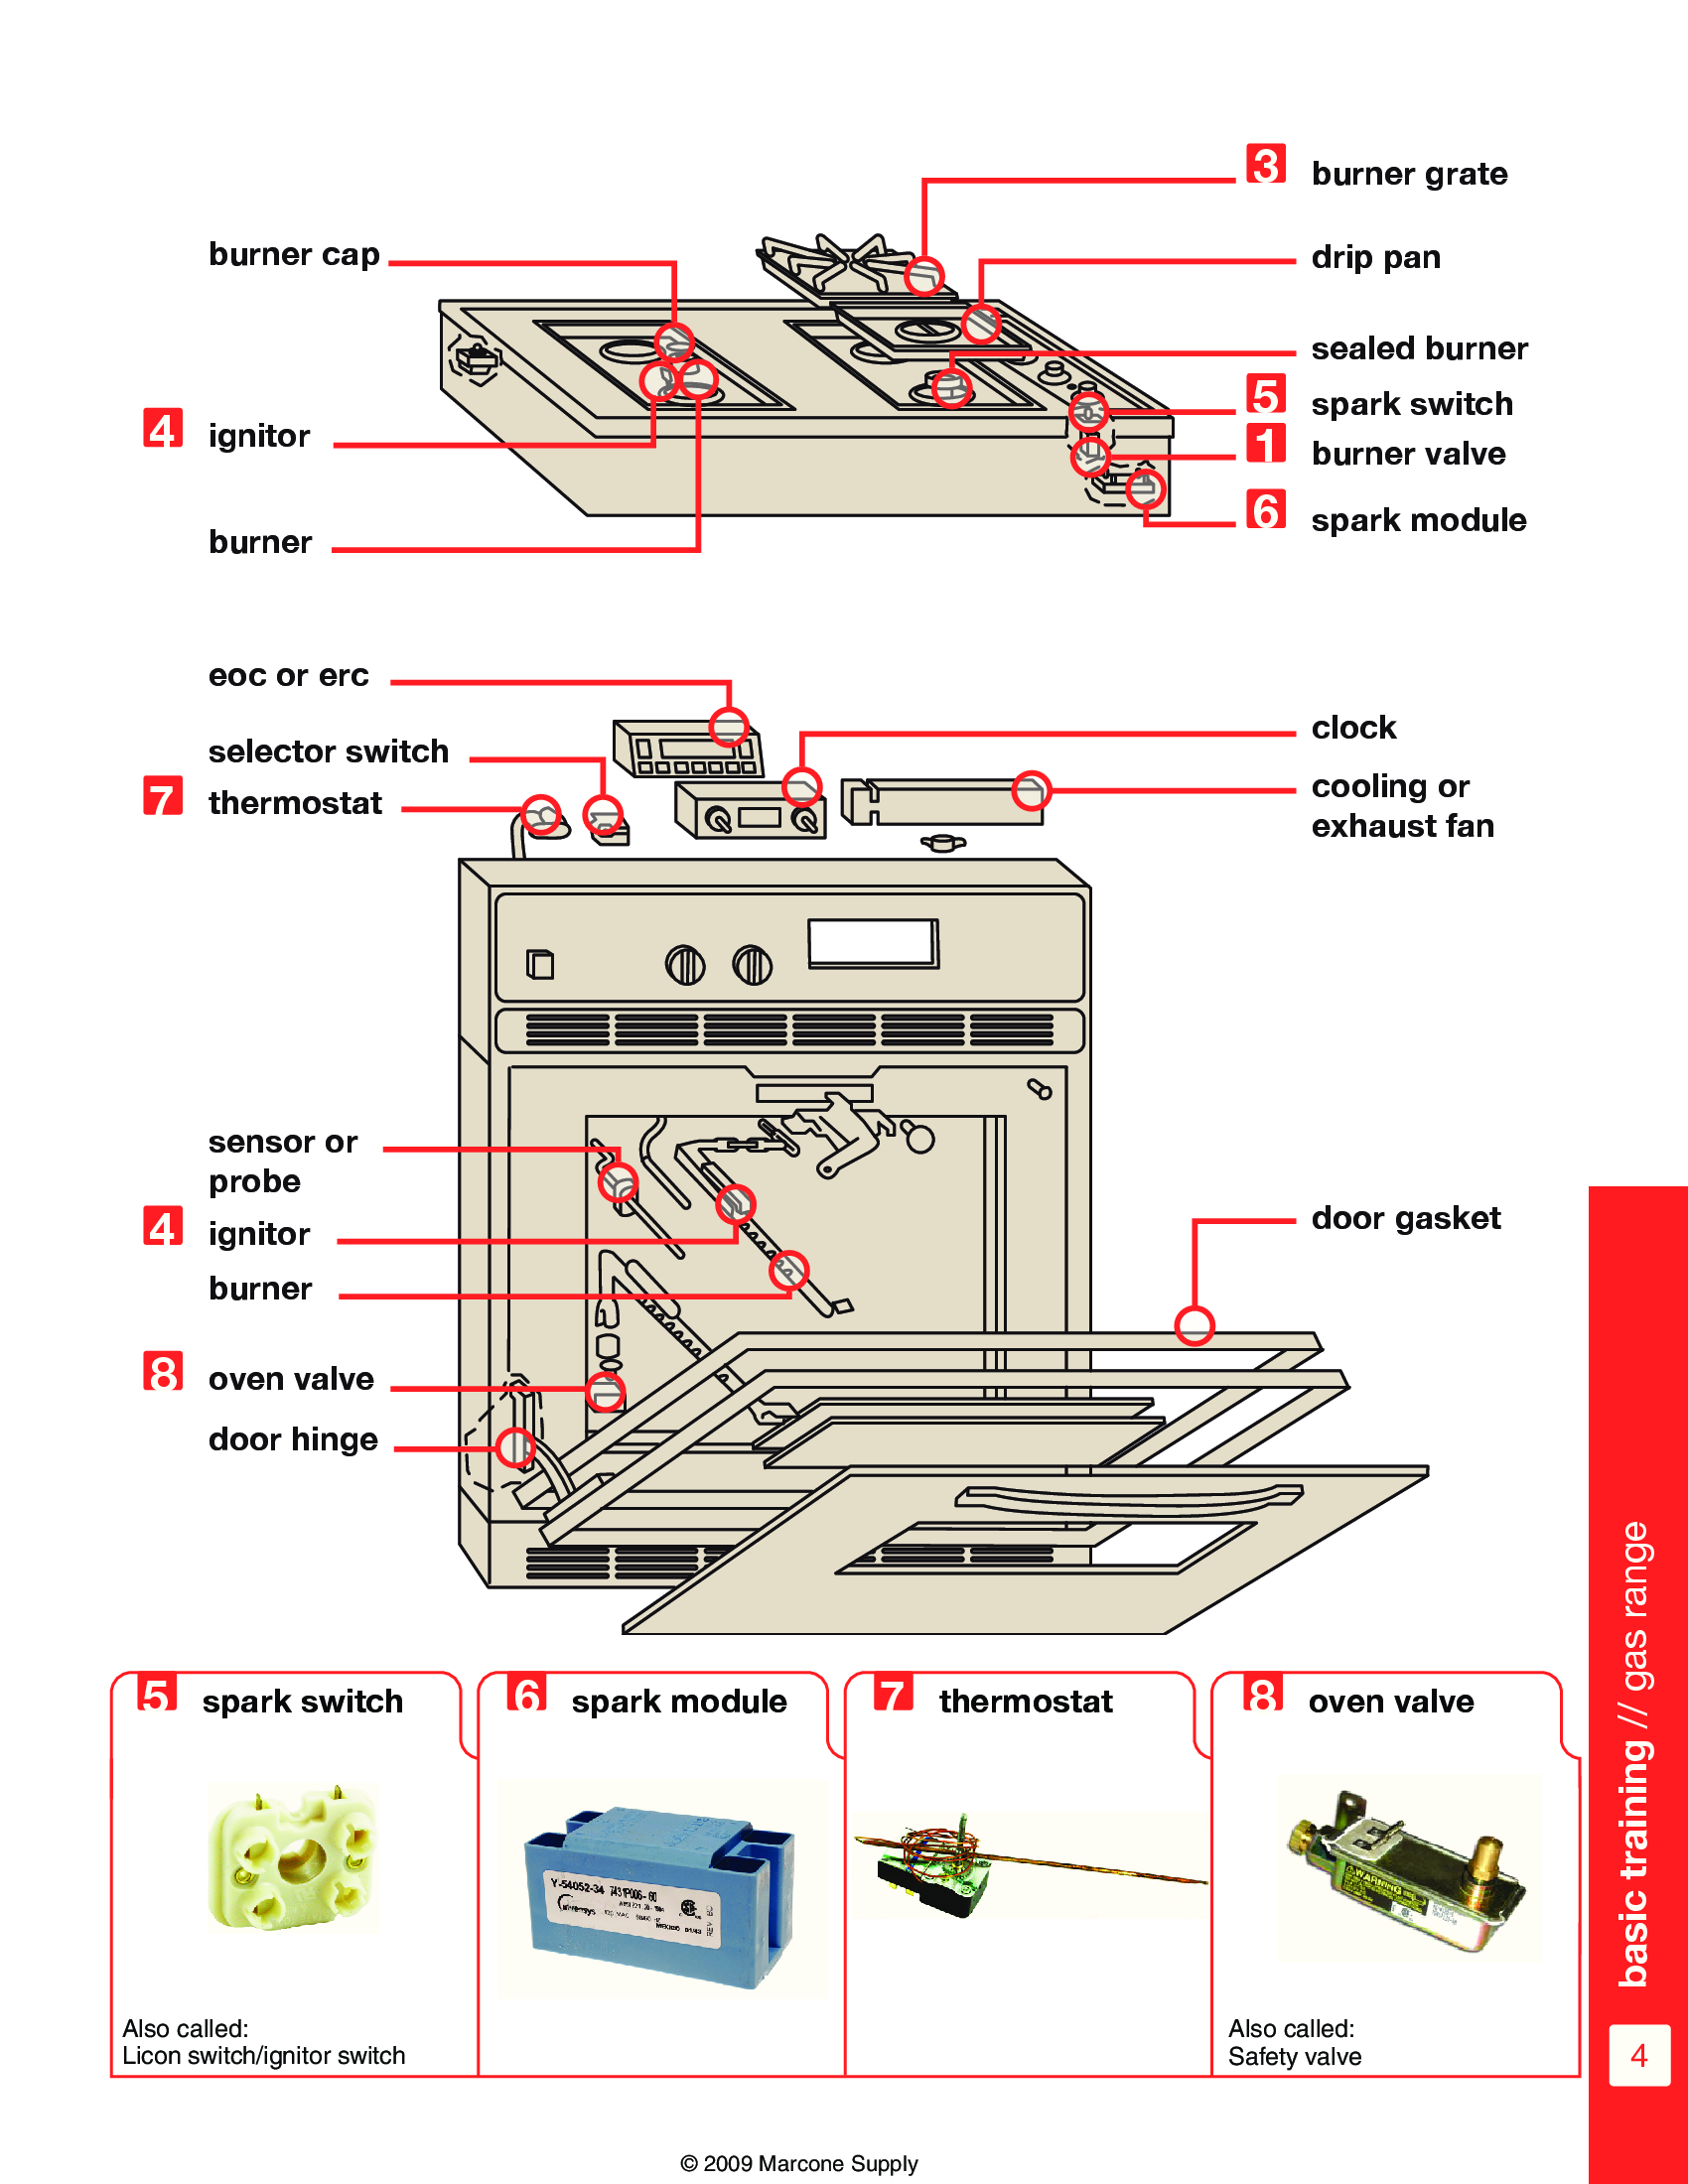 3 burner grate
burner cap
drip pan
sealed burner
5 spark switch
4 ignitor
1 burner valve
6 spark module
burner
eoc or erc
selector switch
clock
7 thermostat
cooling or
exhaust fan
sensor or
probe
4 ignitor
door gasket
burner
8 oven valve
door hinge
5 spark switch
6 spark module
7 thermostat
8 oven valve
Y-54052-34 7431P006-60
invensys
MEXICO
WARNING
Also called:
Licon switch/ignitor switch
Also called:
Safety valve
basic training // gas range
4
© 2009 Marcone Supply